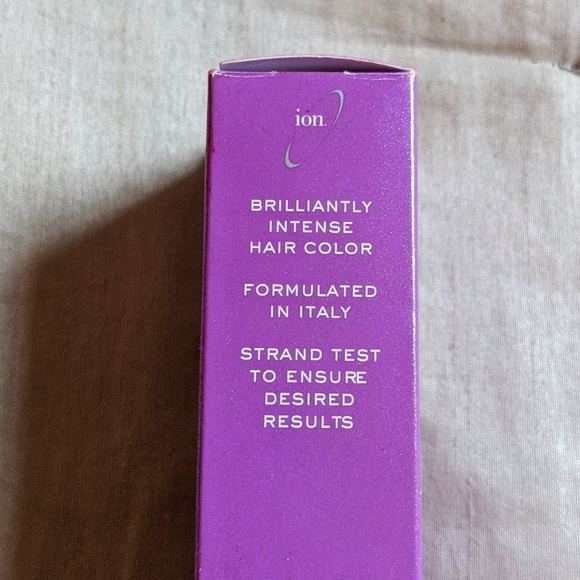 ion.
BRILLIANTLY
INTENSE
HAIR COLOR
FORMULATED
IN ITALY
STRAND TEST
TO ENSURE
DESIRED
RESULTS